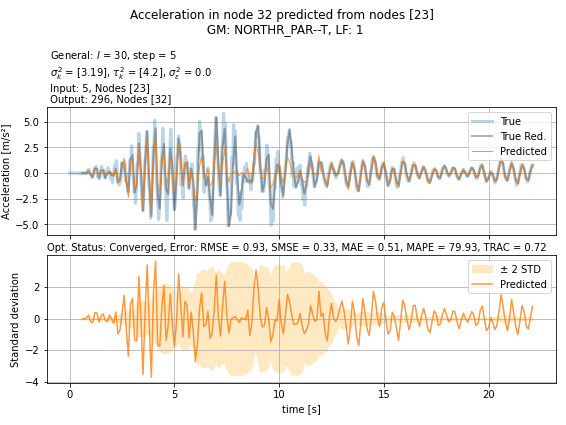 Acceleration in node 32 predicted from nodes [23]
GM: NORTHR_PAR--T, LF: 1
General: l = 30, step = 5
σ²ₖ = [3.19], τ²ₖ = [4.2], σ²ε = 0.0
Input: 5, Nodes [23]
Output: 296, Nodes [32]
Acceleration [m/s²]
5.0
2.5
0.0
−2.5
−5.0
True
True Red.
Predicted
Opt. Status: Converged, Error: RMSE = 0.93, SMSE = 0.33, MAE = 0.51, MAPE = 79.93, TRAC = 0.72
Standard deviation
2
0
−2
−4
± 2 STD
Predicted
0
5
10
15
20
time [s]